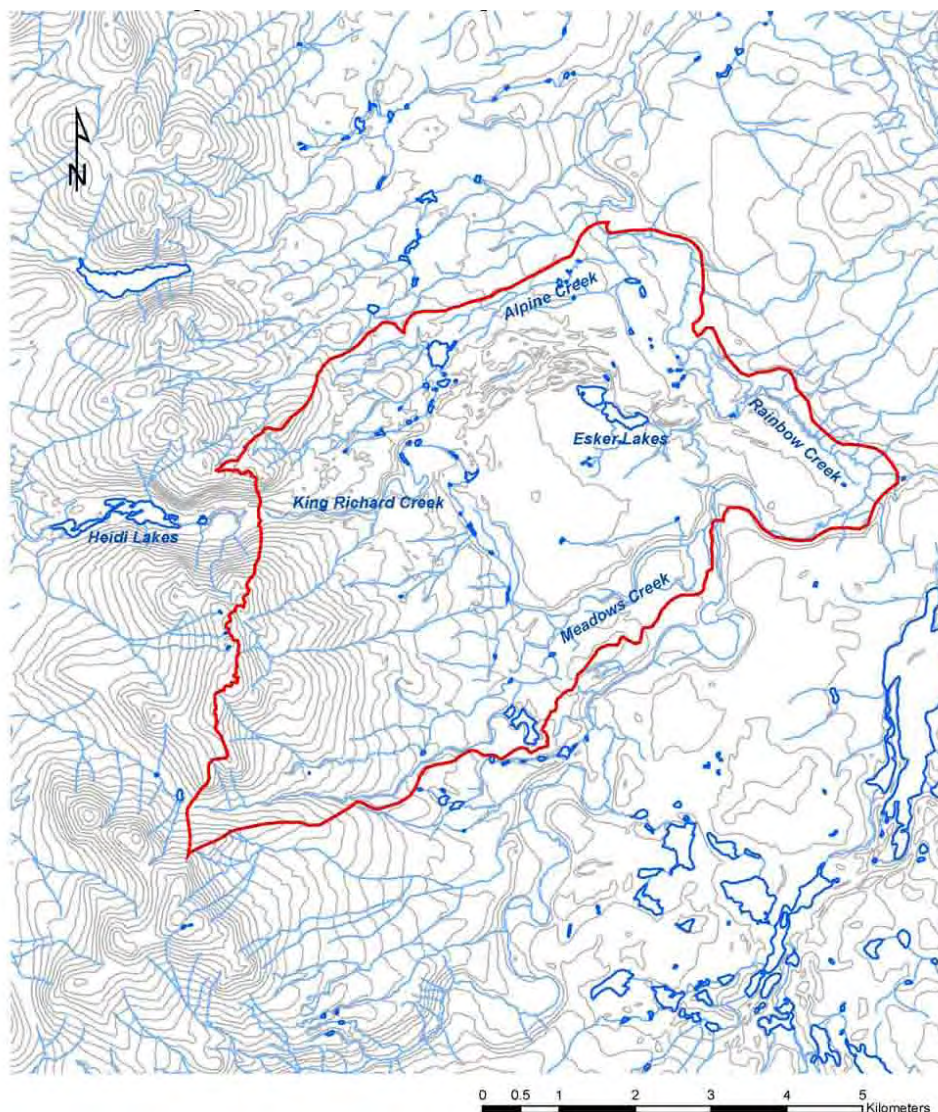 N
Alpine Creek
Rainbow Creek
Esker Lakes
King Richard Creek
Heidi Lakes
Meadows Creek
0 0.5 1 2 3 4 5
Kilometers